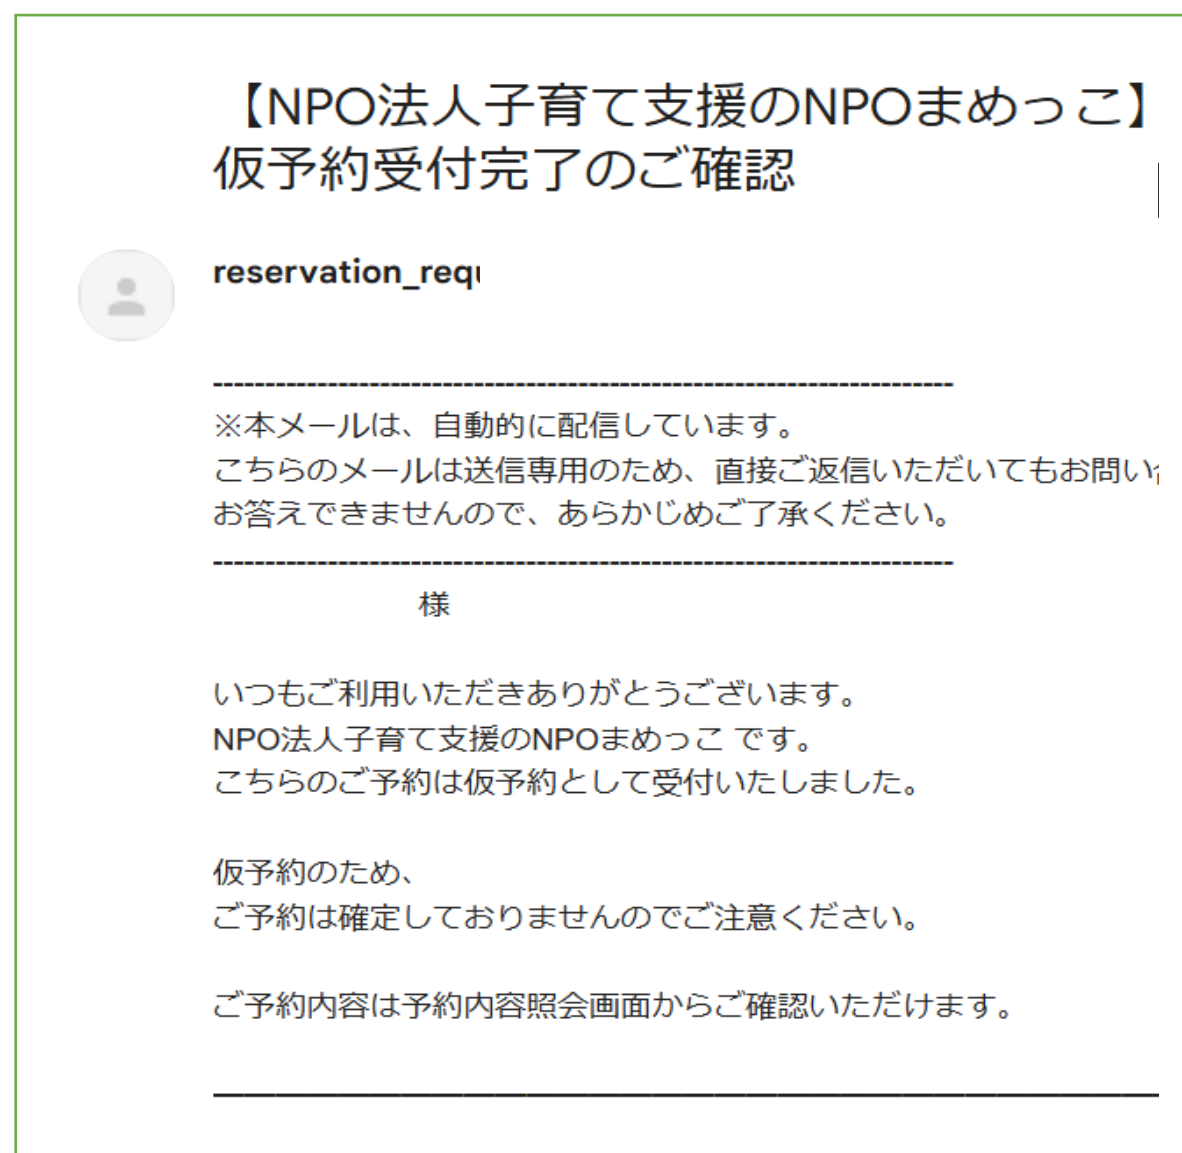 【NPO法人子育て支援のNPOまめっこ】
仮予約受付完了のご確認
reservation_requ
----------------------------------------------------------------------
※本メールは、自動的に配信しています。
こちらのメールは送信専用のため、直接ご返信いただいてもお問い
お答えできませんので、あらかじめご了承ください。
----------------------------------------------------------------------
様
いつもご利用いただきありがとうございます。
NPO法人子育て支援のNPOまめっこ です。
こちらのご予約は仮予約として受付いたしました。
仮予約のため、
ご予約は確定しておりませんのでご注意ください。
ご予約内容は予約内容照会画面からご確認いただけます。